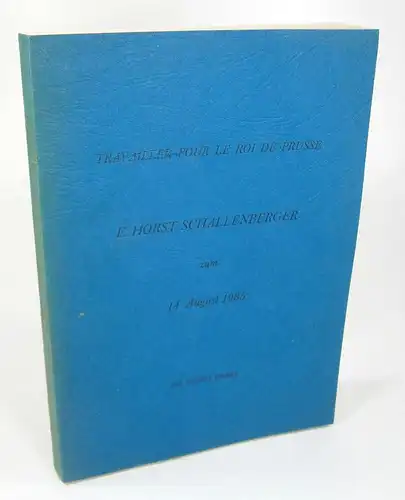 TRAVAILLER POUR LE ROI DE PRUSSE
E. HORST SCHALLENBERGER
zum
14. August 1985